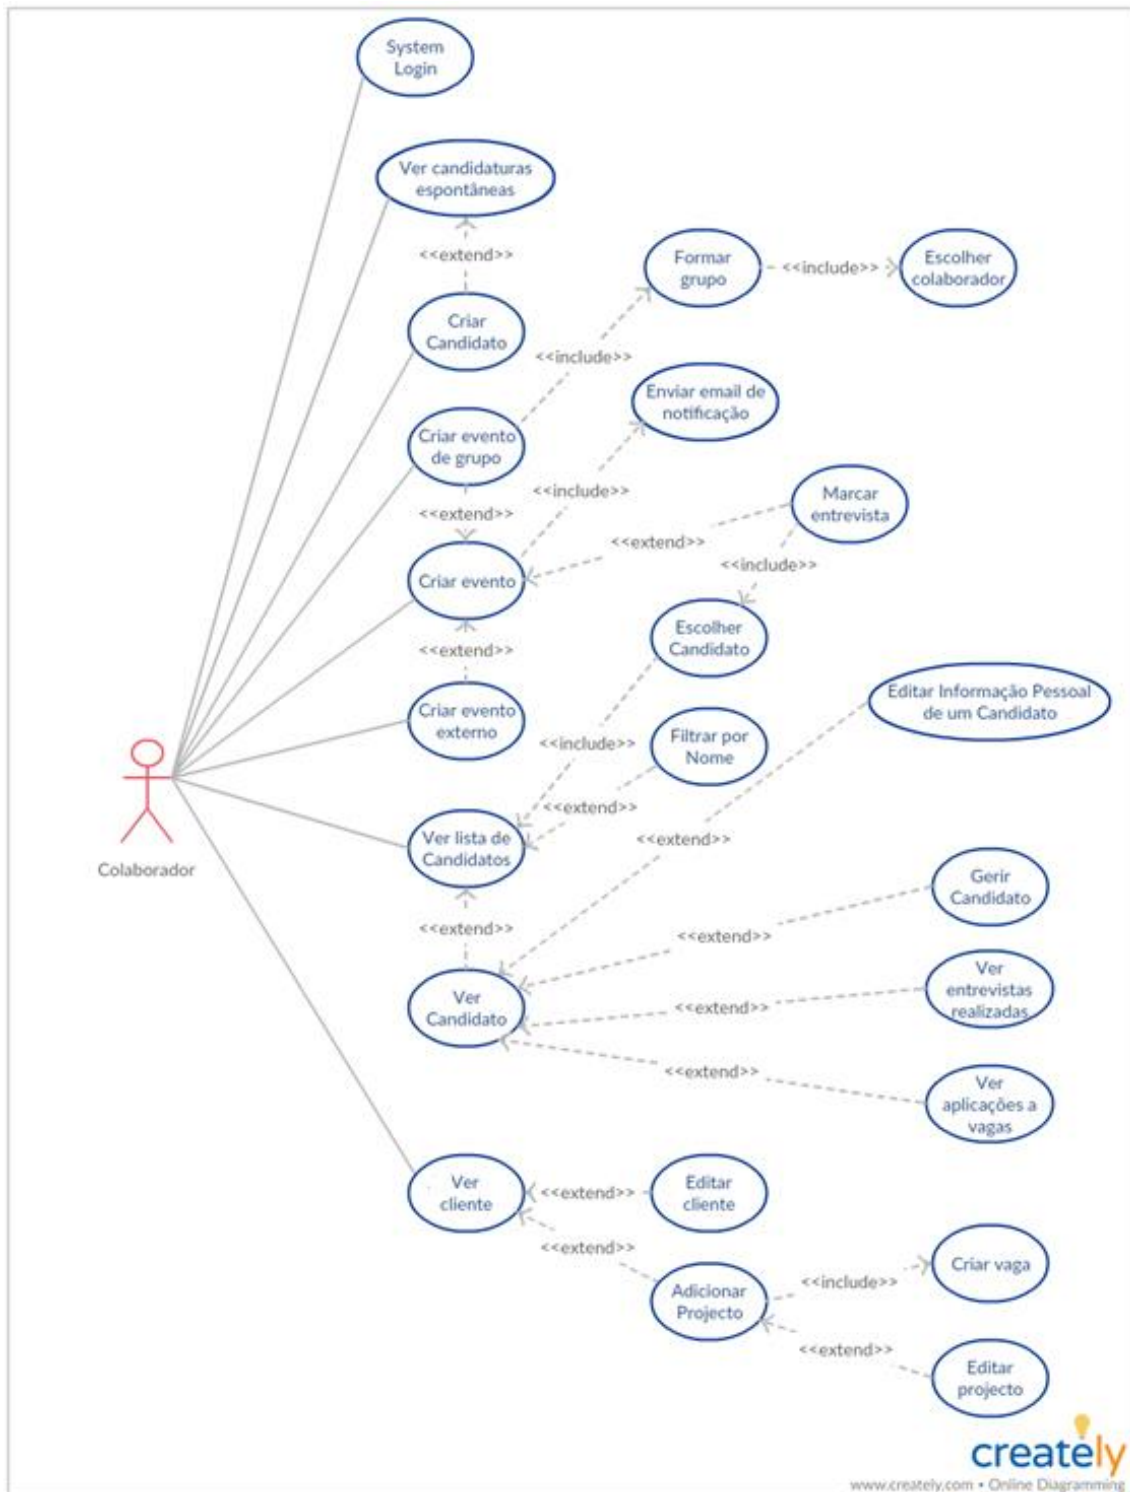 System
Login
Ver candidaturas
espontâneas
<<extend>>
Formar
grupo
<<include>>
Escolher
colaborador
Criar
Candidato
<<include>>
Enviar email de
notificação
Criar evento
de grupo
<<include>>
<<extend>>
Marcar
entrevista
<<extend>>
<<include>>
Criar evento
Escolher
Candidato
<<extend>>
Editar Informação Pessoal
de um Candidato
Criar evento
externo
<<include>>
Filtrar por
Nome
<<extend>>
<<extend>>
Ver lista de
Candidatos
Colaborador
Gerir
Candidato
<<extend>>
<<extend>>
Ver
entrevistas
realizadas
Ver
Candidato
<<extend>>
<<extend>>
Ver
aplicações a
vagas
Ver
cliente
<<extend>>
Editar
cliente
<<extend>>
Criar vaga
<<include>>
Adicionar
Projecto
<<extend>>
Editar
projecto
creately
www.creately.com • Online Diagramming